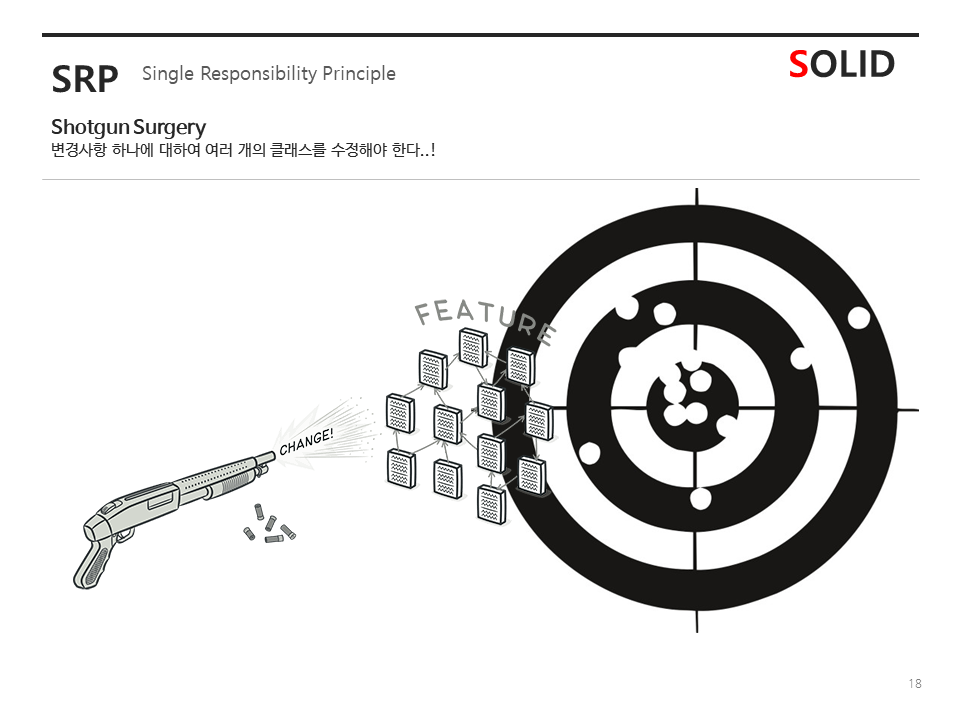 SRP
Single Responsibility Principle
SOLID
Shotgun Surgery
변경사항 하나에 대하여 여러 개의 클래스를 수정해야 한다..!
FEATURE
CHANGE!
18